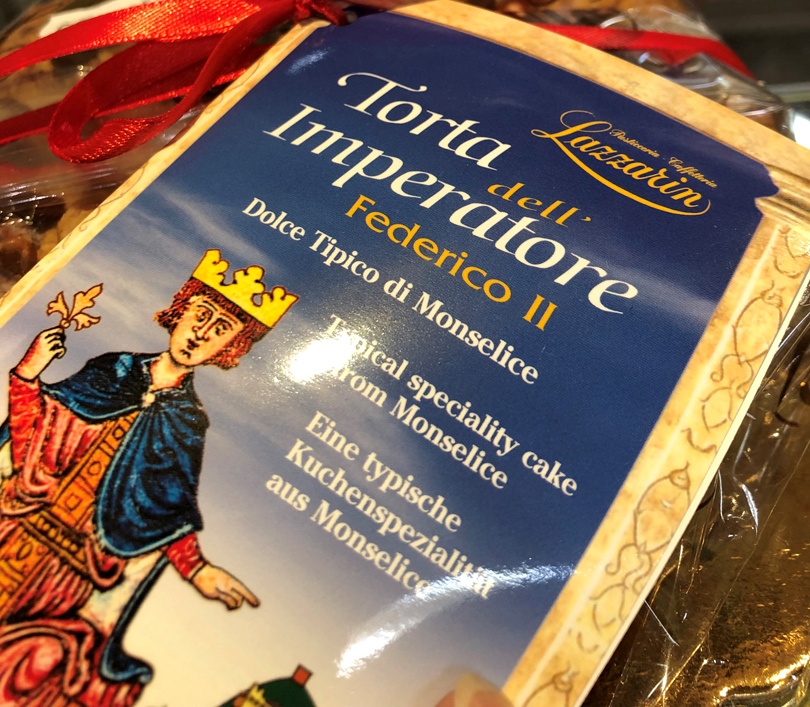 Torta
dell'
Imperatore
Federico II
Pasticceria Caffetteria
Lazzarin
Dolce Tipico di Monselice
Typical speciality cake
from Monselice
Eine typische
Kuchenspezialität
aus Monselice